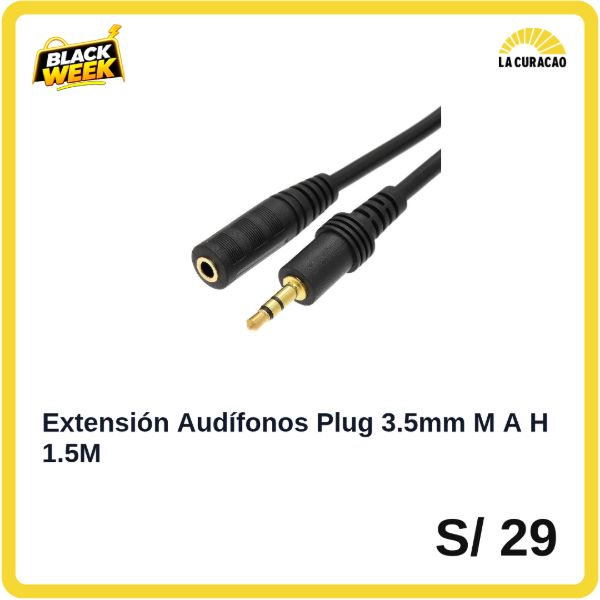 BLACK
WEEK
LA CURACAO
Extensión Audífonos Plug 3.5mm M A H
1.5M
S/ 29